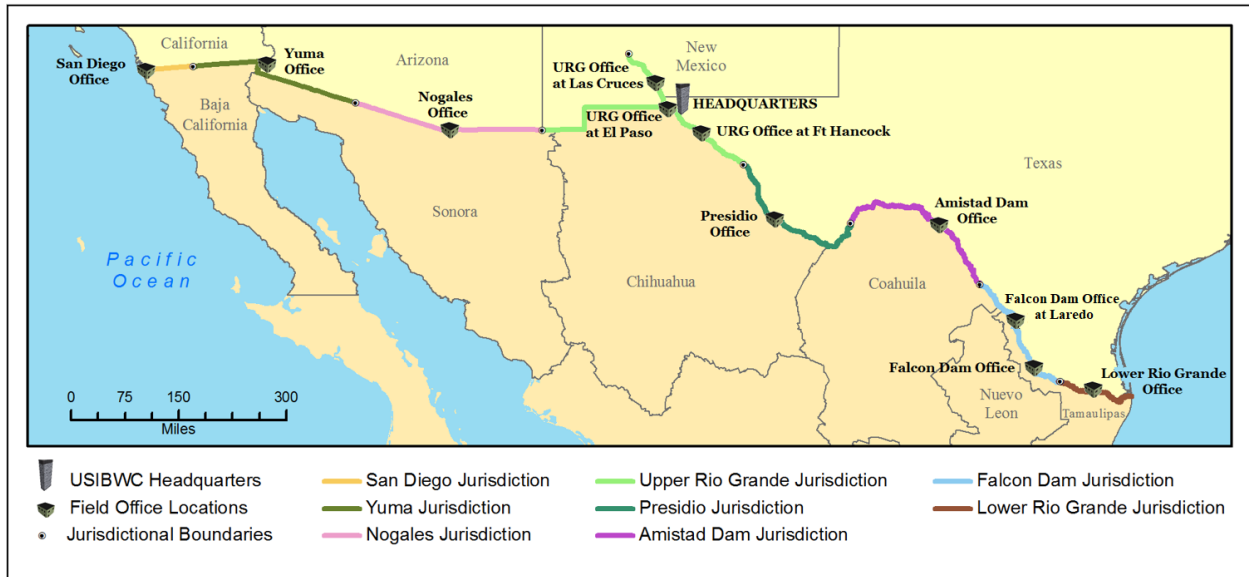 California
San Diego
Office
Yuma
Office
Arizona
New
Mexico
URG Office
at Las Cruces
Baja
California
Nogales
Office
HEADQUARTERS
URG Office
at El Paso
URG Office at Ft Hancock
Texas
Sonora
Presidio
Office
Amistad Dam
Office
Pacific
Ocean
Chihuahua
Coahuila
Falcon Dam Office
at Laredo
Falcon Dam Office
Lower Rio Grande
Office
Nuevo
Leon
Tamaulipas
0 75 150 300
Miles
USIBWC Headquarters
Field Office Locations
Jurisdictional Boundaries
San Diego Jurisdiction
Yuma Jurisdiction
Nogales Jurisdiction
Upper Rio Grande Jurisdiction
Presidio Jurisdiction
Amistad Dam Jurisdiction
Falcon Dam Jurisdiction
Lower Rio Grande Jurisdiction